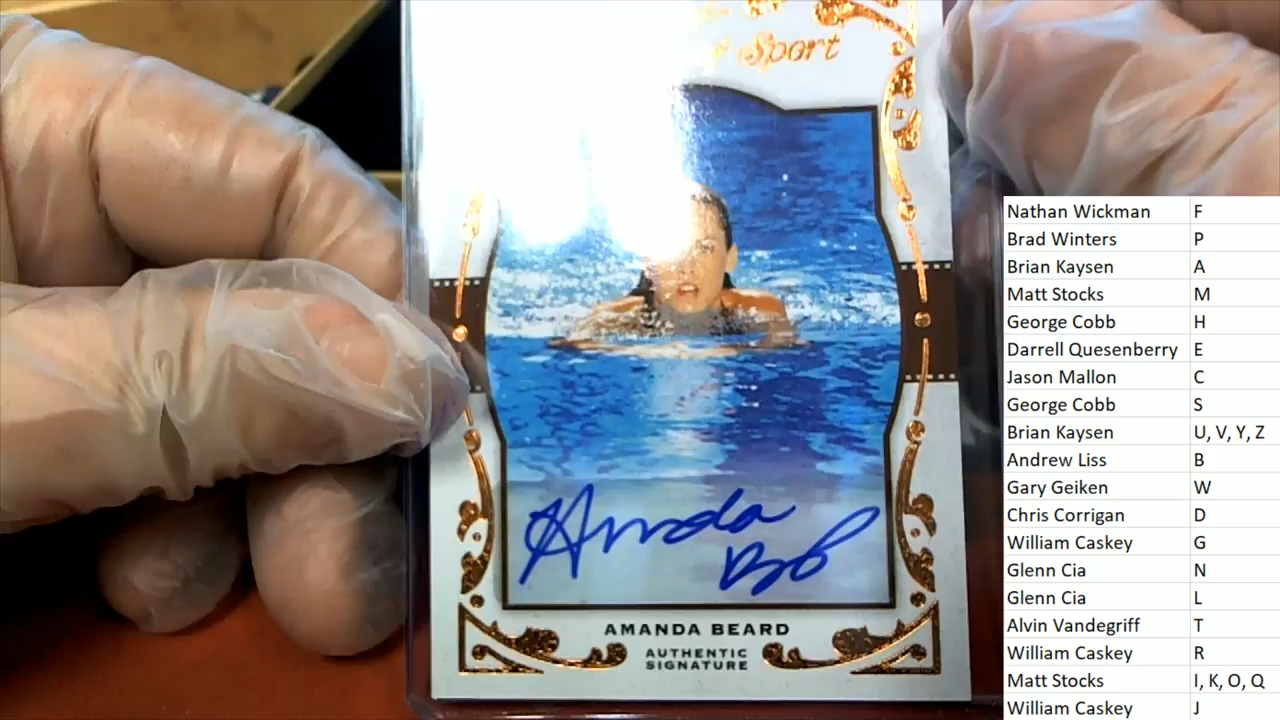 Sport
Amanda
AMANDA BEARD
AUTHENTIC
SIGNATURE
Nathan Wickman F
Brad Winters P
Brian Kaysen A
Matt Stocks M
George Cobb H
Darrell Quesenberry E
Jason Mallon C
George Cobb S
Brian Kaysen U, V, Y, Z
Andrew Liss B
Gary Geiken W
Chris Corrigan D
William Caskey G
Glenn Cia N
Glenn Cia L
Alvin Vandegriff T
William Caskey R
Matt Stocks I, K, O, Q
William Caskey J